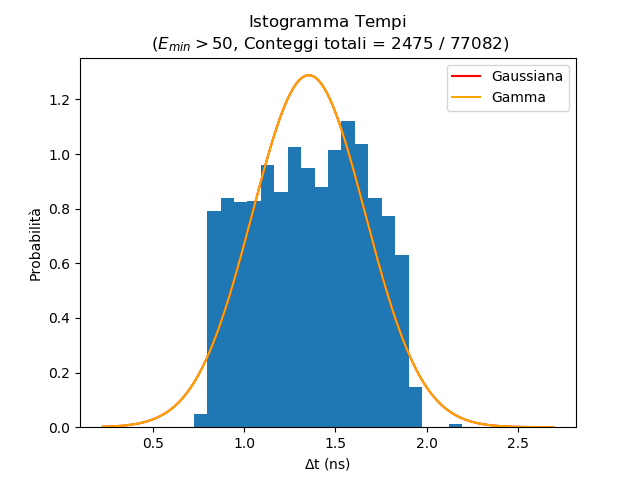 Istogramma Tempi
(E_min > 50, Conteggi totali = 2475 / 77082)
Gaussiana
Gamma
1.2
1.0
0.8
0.6
0.4
0.2
0.0
Probabilità
0.5 1.0 1.5 2.0 2.5
Δt (ns)